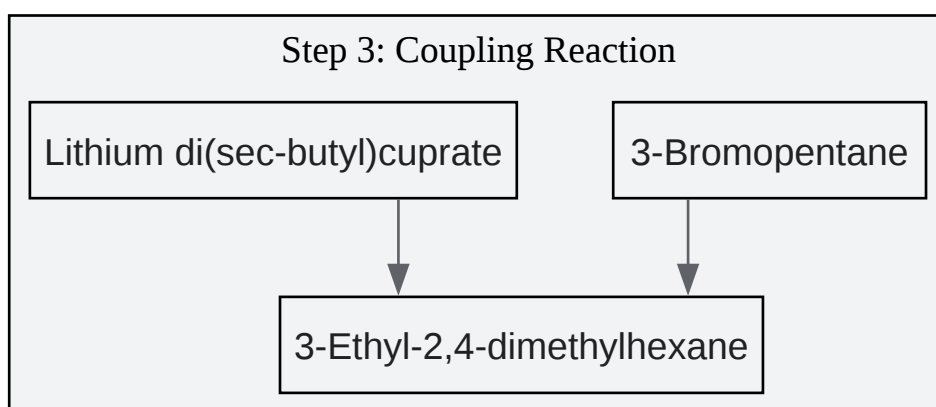 Step 3: Coupling Reaction
Lithium di(sec-butyl)cuprate
3-Bromopentane
3-Ethyl-2,4-dimethylhexane